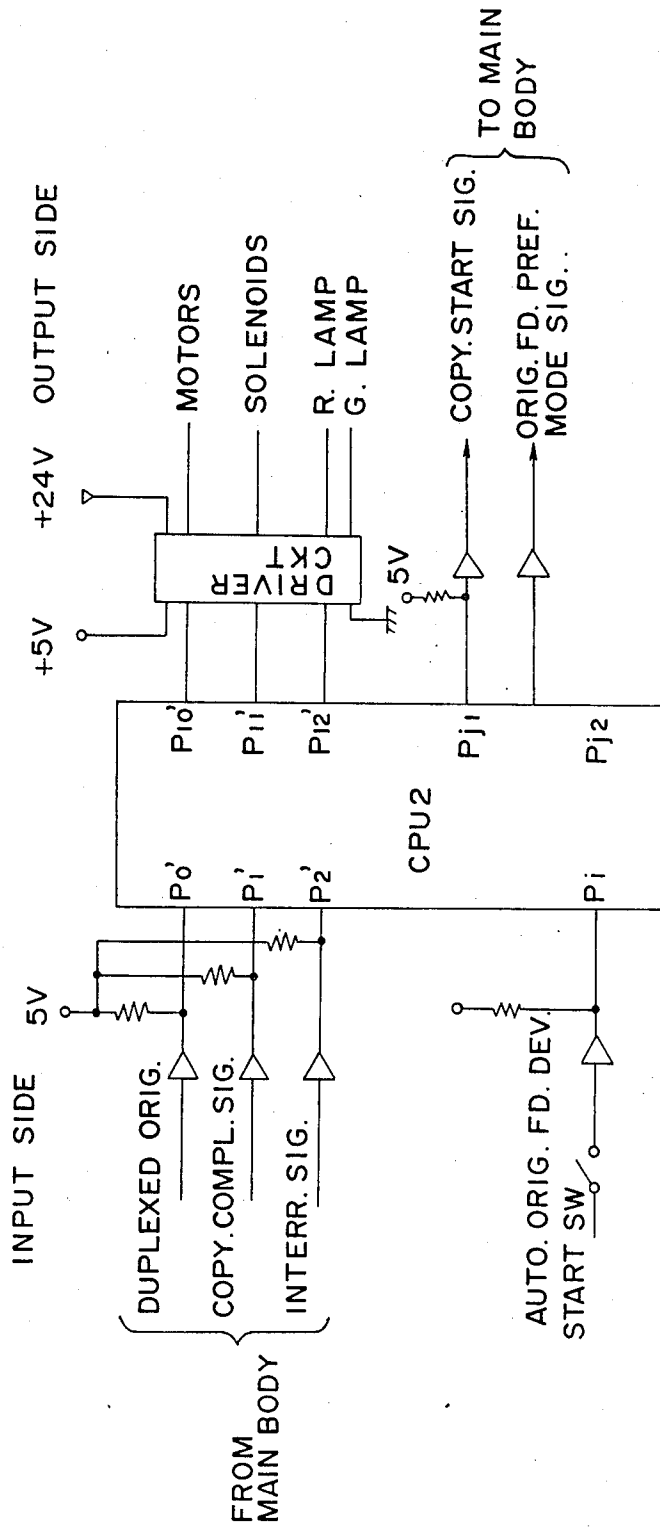 INPUT SIDE
5V
DUPLEXED ORIG.
COPY.COMPL.SIG.
INTERR. SIG.
FROM
MAIN BODY
AUTO. ORIG. FD. DEV.
START SW
P0'
P1'
P2'
Pi
CPU2
P10'
P11'
P12'
Pj1
Pj2
+5V
+24V
OUTPUT SIDE
DRIVER
CKT
MOTORS
SOLENOIDS
R. LAMP
G. LAMP
5V
COPY.START SIG.
ORIG.FD. PREF.
MODE SIG..
TO MAIN
BODY